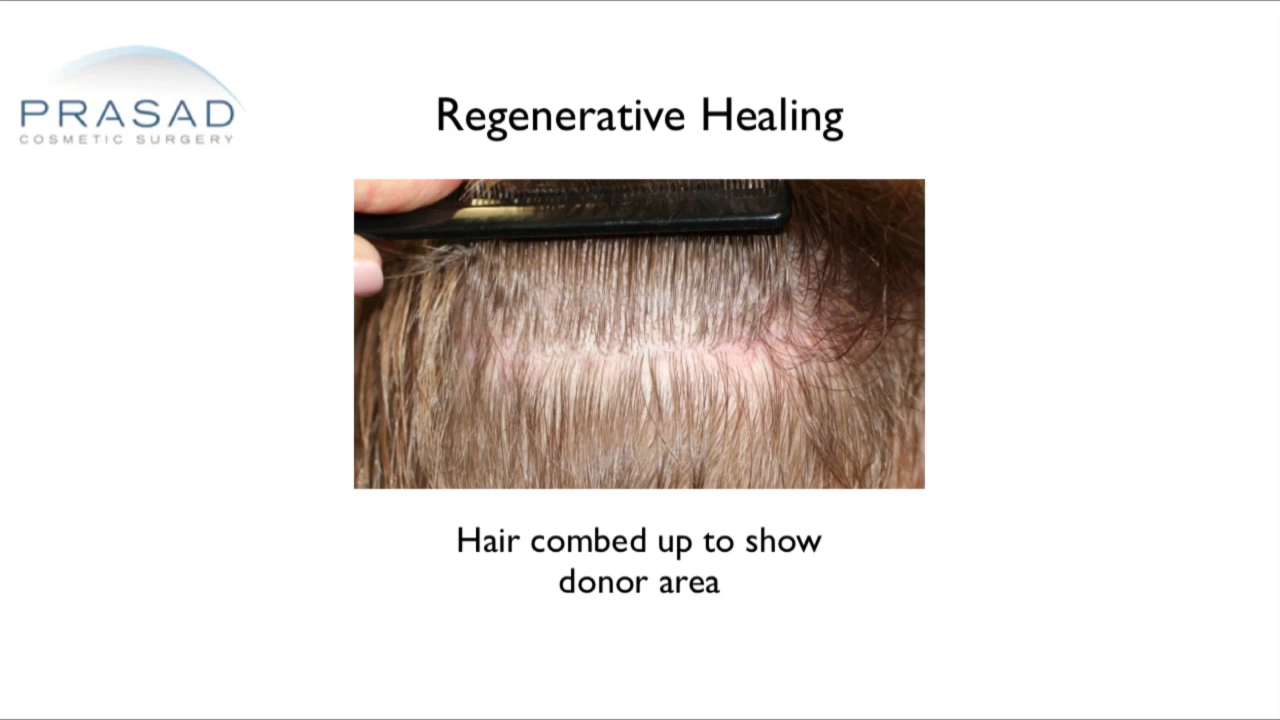 PRASAD
COSMETIC SURGERY
Regenerative Healing
Hair combed up to show
donor area